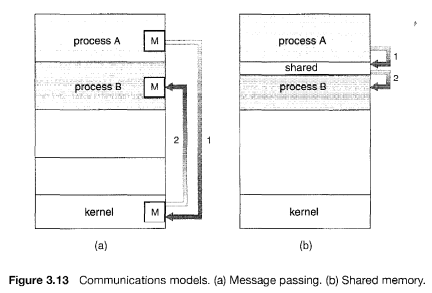 process A
M
process B
M
2
1
kernel
M
(a)
process A
1
shared
2
process B
kernel
(b)
Figure 3.13 Communications models. (a) Message passing. (b) Shared memory.